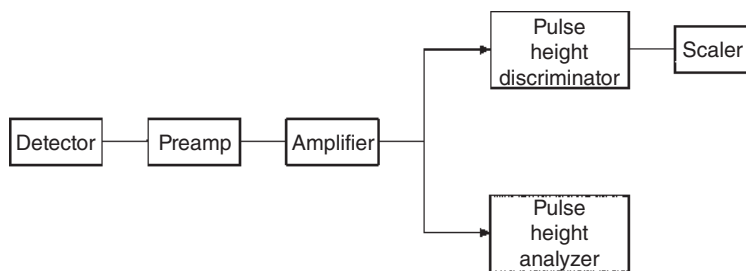 Detector
Preamp
Amplifier
Pulse
height
discriminator
Scaler
Pulse
height
analyzer